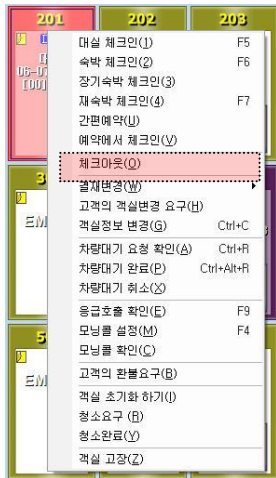 201 202 203
06-0
[00]
대실 체크인(1) F5
숙박 체크인(2) F6
장기숙박 체크인(3)
재숙박 체크인(4) F7
간편예약(U)
예약에서 체크인(V)
체크아웃(O)
결재변경(W)
고객의 객실변경 요구(H)
객실정보 변경(G) Ctrl+C
차량대기 요청 확인(A) Ctrl+R
차량대기 완료(P) Ctrl+Alt+R
차량대기 취소(X)
응급호출 확인(E) F9
모닝콜 설정(M) F4
모닝콜 확인(C)
고객의 환불요구(B)
객실 초기화 하기(I)
청소요구 (R)
청소완료(Y)
객실 고장(Z)
3
EM
5
EM